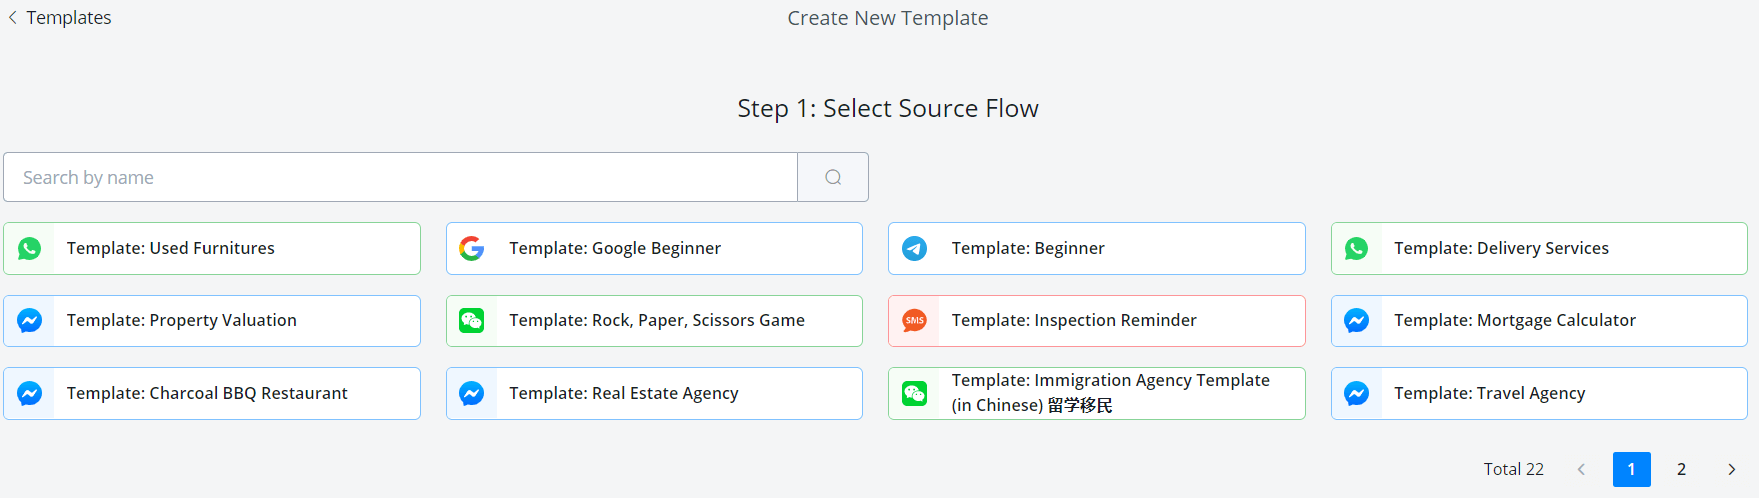 Templates
Create New Template
Step 1: Select Source Flow
Search by name
Template: Used Furnitures
Template: Google Beginner
Template: Beginner
Template: Delivery Services
Template: Property Valuation
Template: Rock, Paper, Scissors Game
SMS
Template: Inspection Reminder
Template: Mortgage Calculator
Template: Charcoal BBQ Restaurant
Template: Real Estate Agency
Template: Immigration Agency Template
(in Chinese) 留学移民
Template: Travel Agency
Total 22
1
2